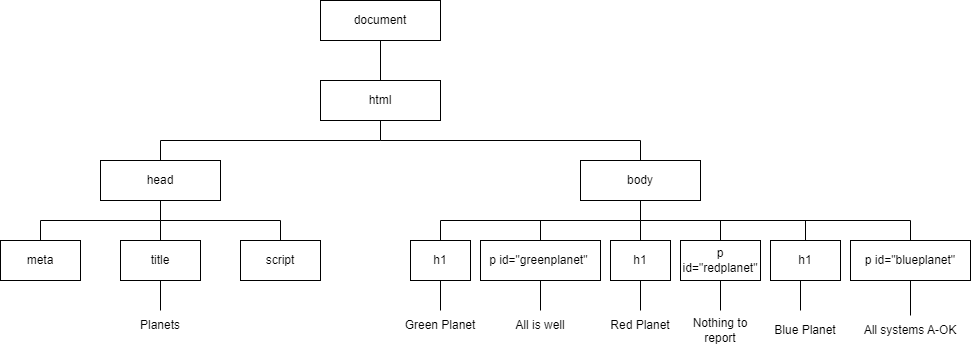 document
html
head
body
meta
title
script
h1
p id="greenplanet"
h1
p
id="redplanet"
h1
p id="blueplanet"
Planets
Green Planet
All is well
Red Planet
Nothing to
report
Blue Planet
All systems A-OK